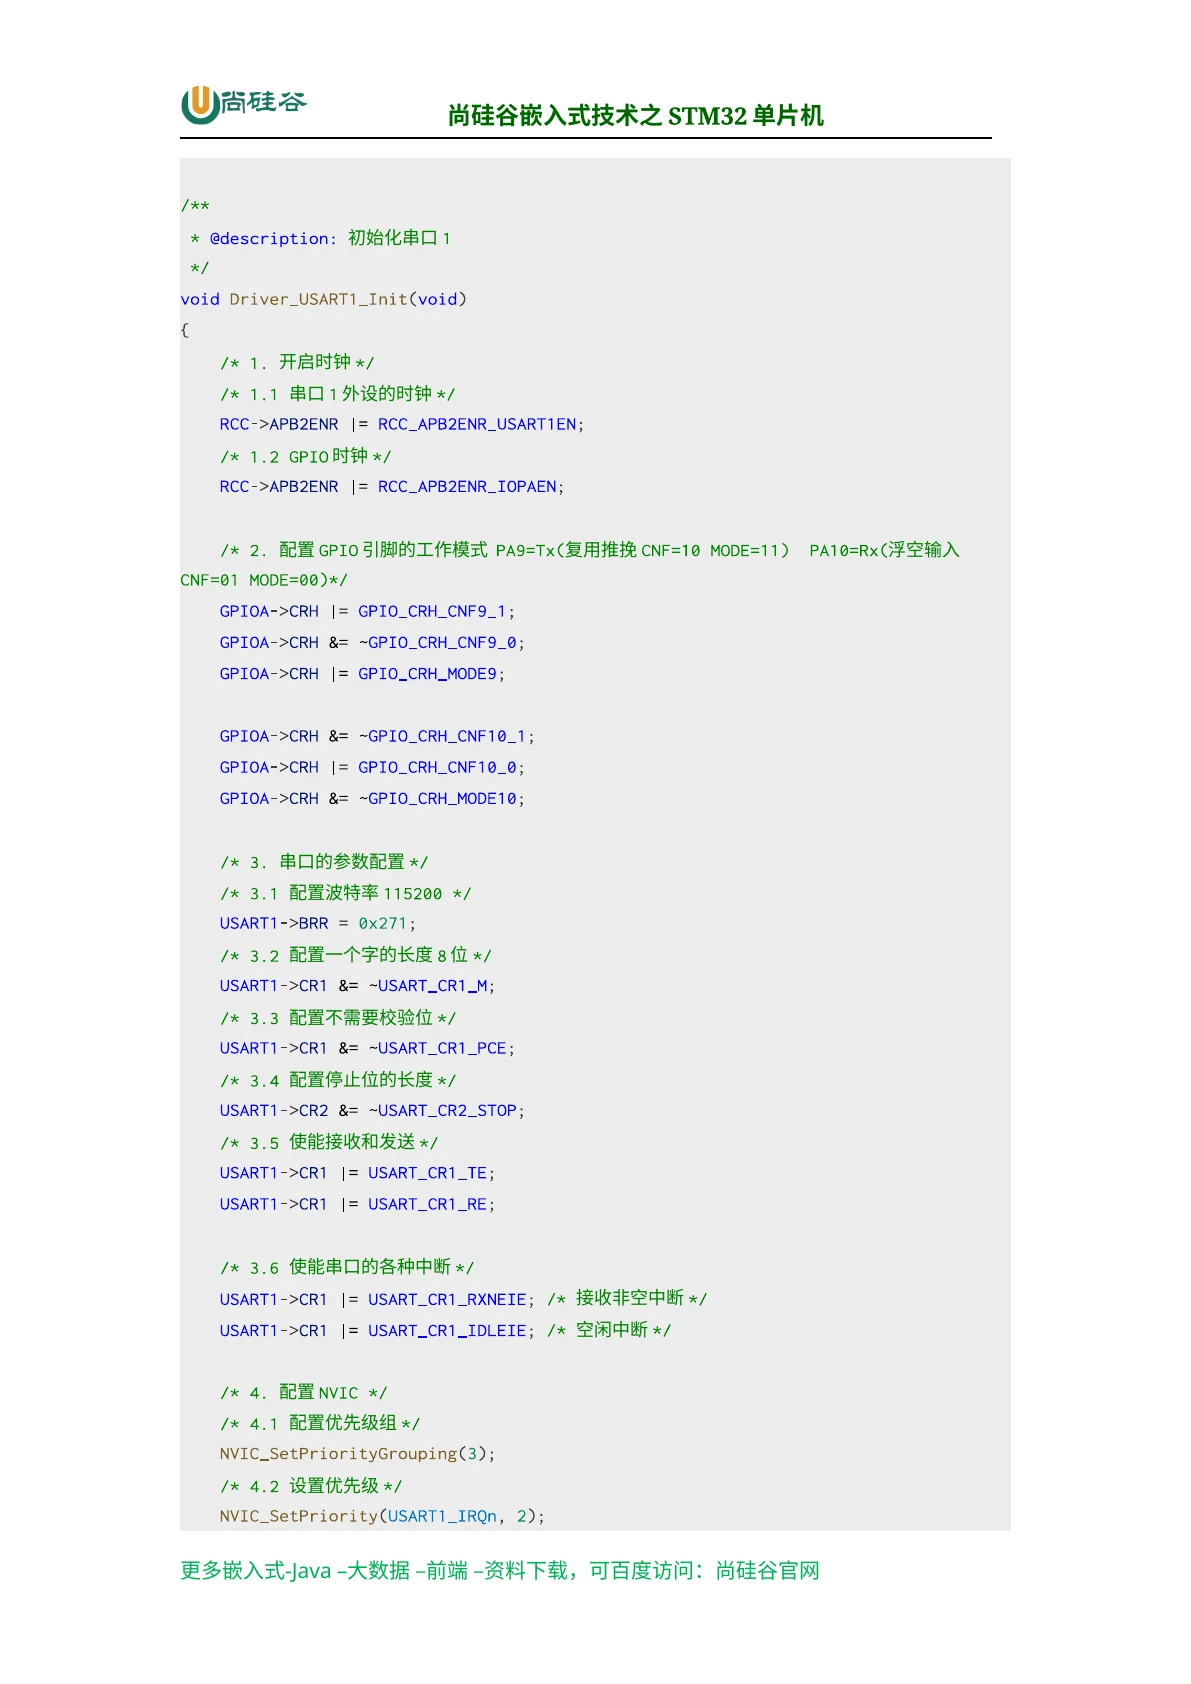 尚硅谷
尚硅谷嵌入式技术之 STM32 单片机
/**
 * @description: 初始化串口 1
 */
void Driver_USART1_Init(void)
{
    /* 1. 开启时钟 */
    /* 1.1 串口 1 外设的时钟 */
    RCC->APB2ENR |= RCC_APB2ENR_USART1EN;
    /* 1.2 GPIO 时钟 */
    RCC->APB2ENR |= RCC_APB2ENR_IOPAEN;
    /* 2. 配置 GPIO 引脚的工作模式 PA9=Tx(复用推挽 CNF=10 MODE=11)  PA10=Rx(浮空输入
CNF=01 MODE=00)*/
    GPIOA->CRH |= GPIO_CRH_CNF9_1;
    GPIOA->CRH &= ~GPIO_CRH_CNF9_0;
    GPIOA->CRH |= GPIO_CRH_MODE9;
    GPIOA->CRH &= ~GPIO_CRH_CNF10_1;
    GPIOA->CRH |= GPIO_CRH_CNF10_0;
    GPIOA->CRH &= ~GPIO_CRH_MODE10;
    /* 3. 串口的参数配置 */
    /* 3.1 配置波特率 115200 */
    USART1->BRR = 0x271;
    /* 3.2 配置一个字的长度 8 位 */
    USART1->CR1 &= ~USART_CR1_M;
    /* 3.3 配置不需要校验位 */
    USART1->CR1 &= ~USART_CR1_PCE;
    /* 3.4 配置停止位的长度 */
    USART1->CR2 &= ~USART_CR2_STOP;
    /* 3.5 使能接收和发送 */
    USART1->CR1 |= USART_CR1_TE;
    USART1->CR1 |= USART_CR1_RE;
    /* 3.6 使能串口的各种中断 */
    USART1->CR1 |= USART_CR1_RXNEIE; /* 接收非空中断 */
    USART1->CR1 |= USART_CR1_IDLEIE; /* 空闲中断 */
    /* 4. 配置 NVIC */
    /* 4.1 配置优先级组 */
    NVIC_SetPriorityGrouping(3);
    /* 4.2 设置优先级 */
    NVIC_SetPriority(USART1_IRQn, 2);
更多嵌入式-Java –大数据 –前端 –资料下载，可百度访问：尚硅谷官网